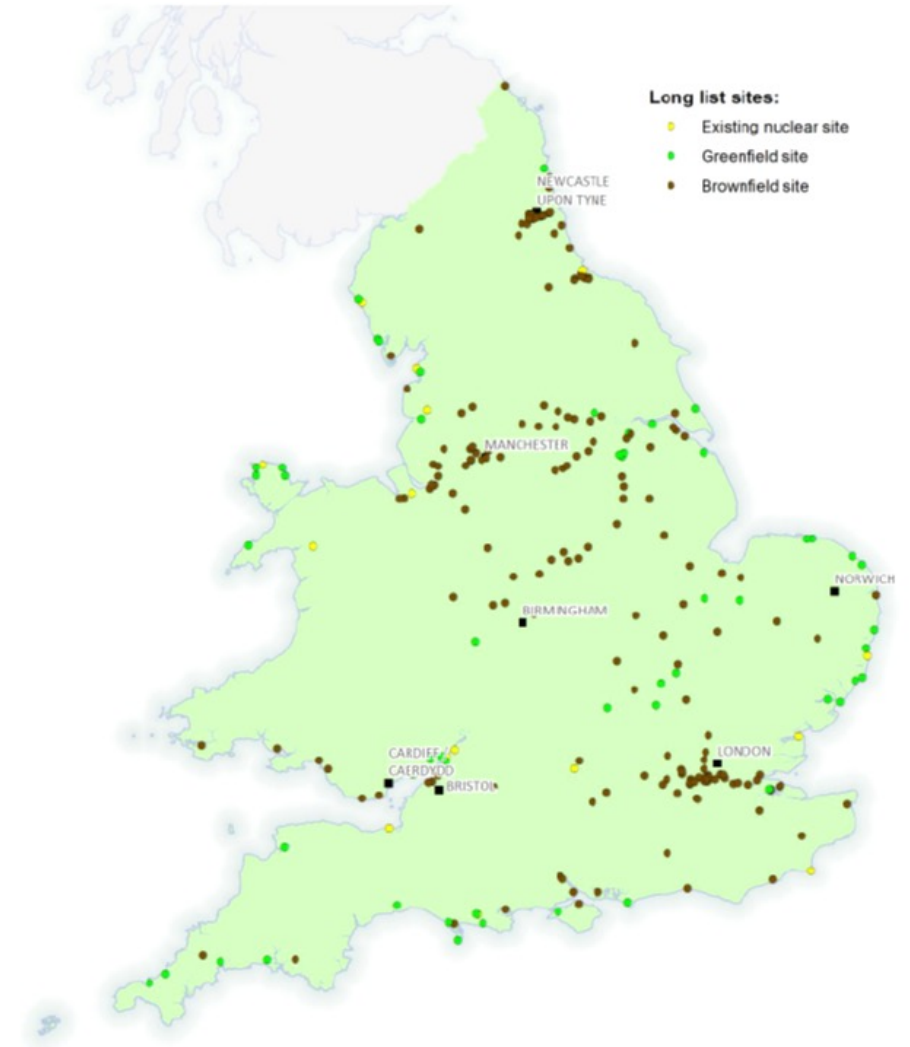 Long list sites:
Existing nuclear site
Greenfield site
Brownfield site
NEWCASTLE
UPON TYNE
MANCHESTER
NORWICH
BIRMINGHAM
LONDON
CARDIFF /
CAERDYDD
BRISTOL